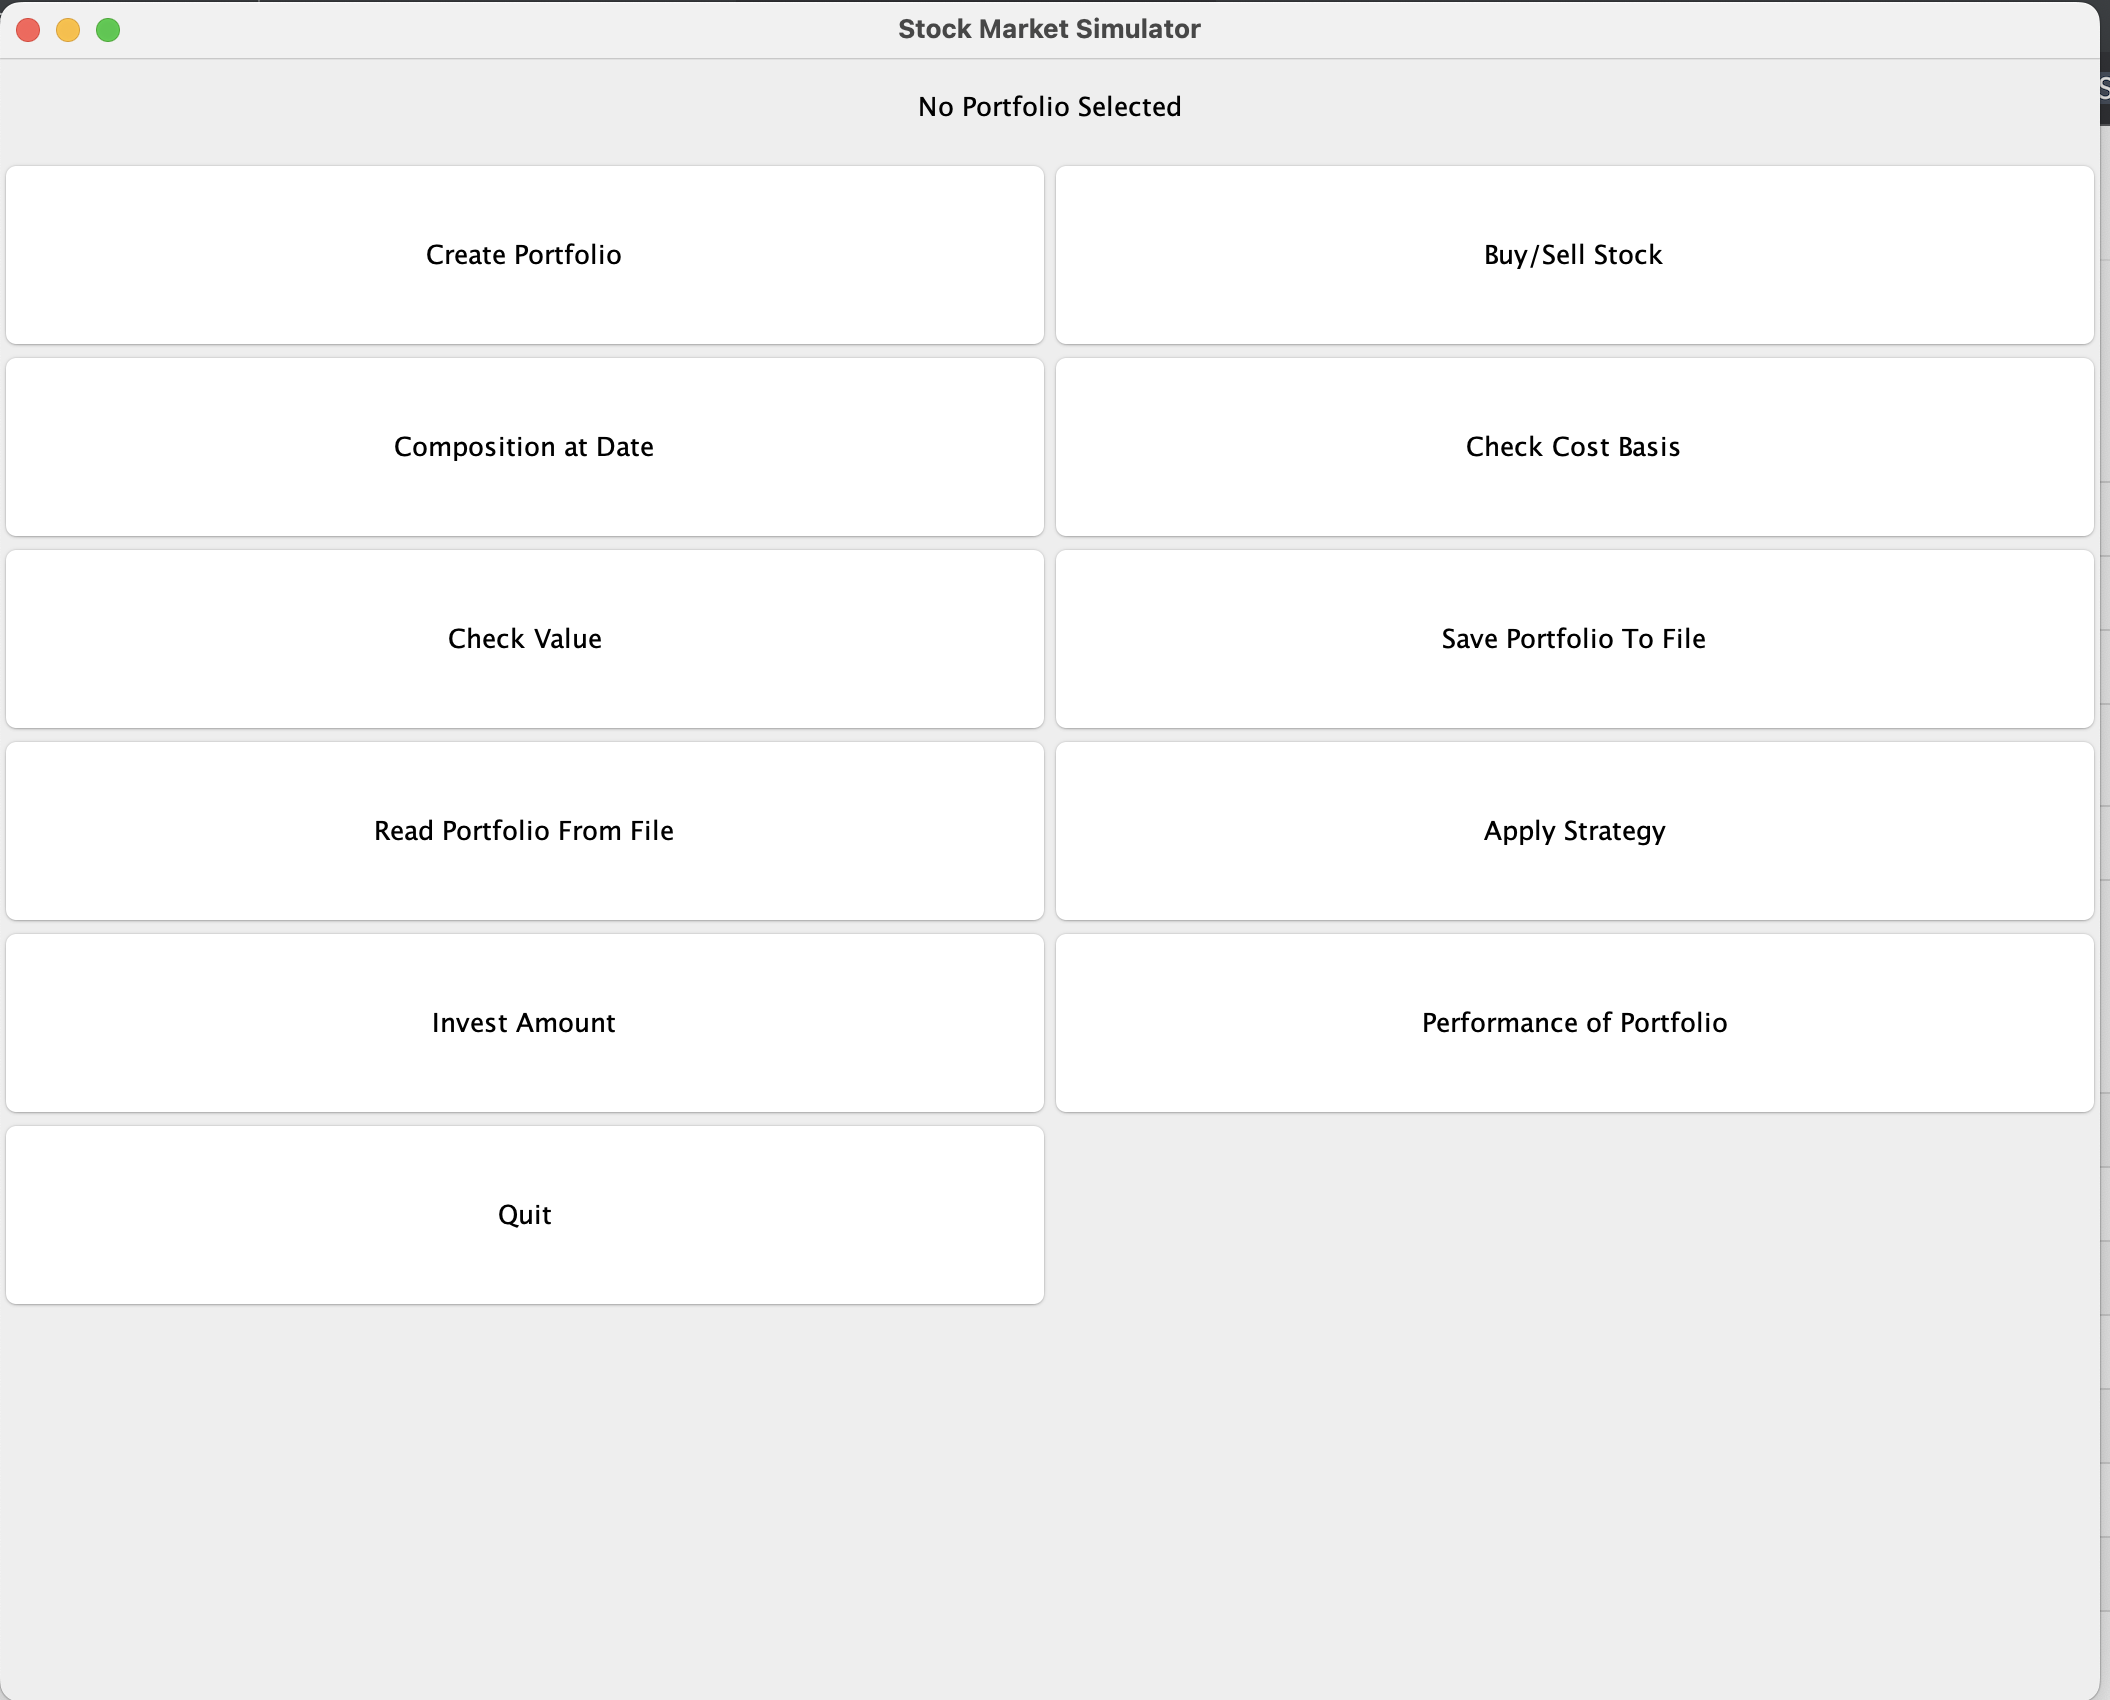 Stock Market Simulator
No Portfolio Selected
Create Portfolio
Buy/Sell Stock
Composition at Date
Check Cost Basis
Check Value
Save Portfolio To File
Read Portfolio From File
Apply Strategy
Invest Amount
Performance of Portfolio
Quit